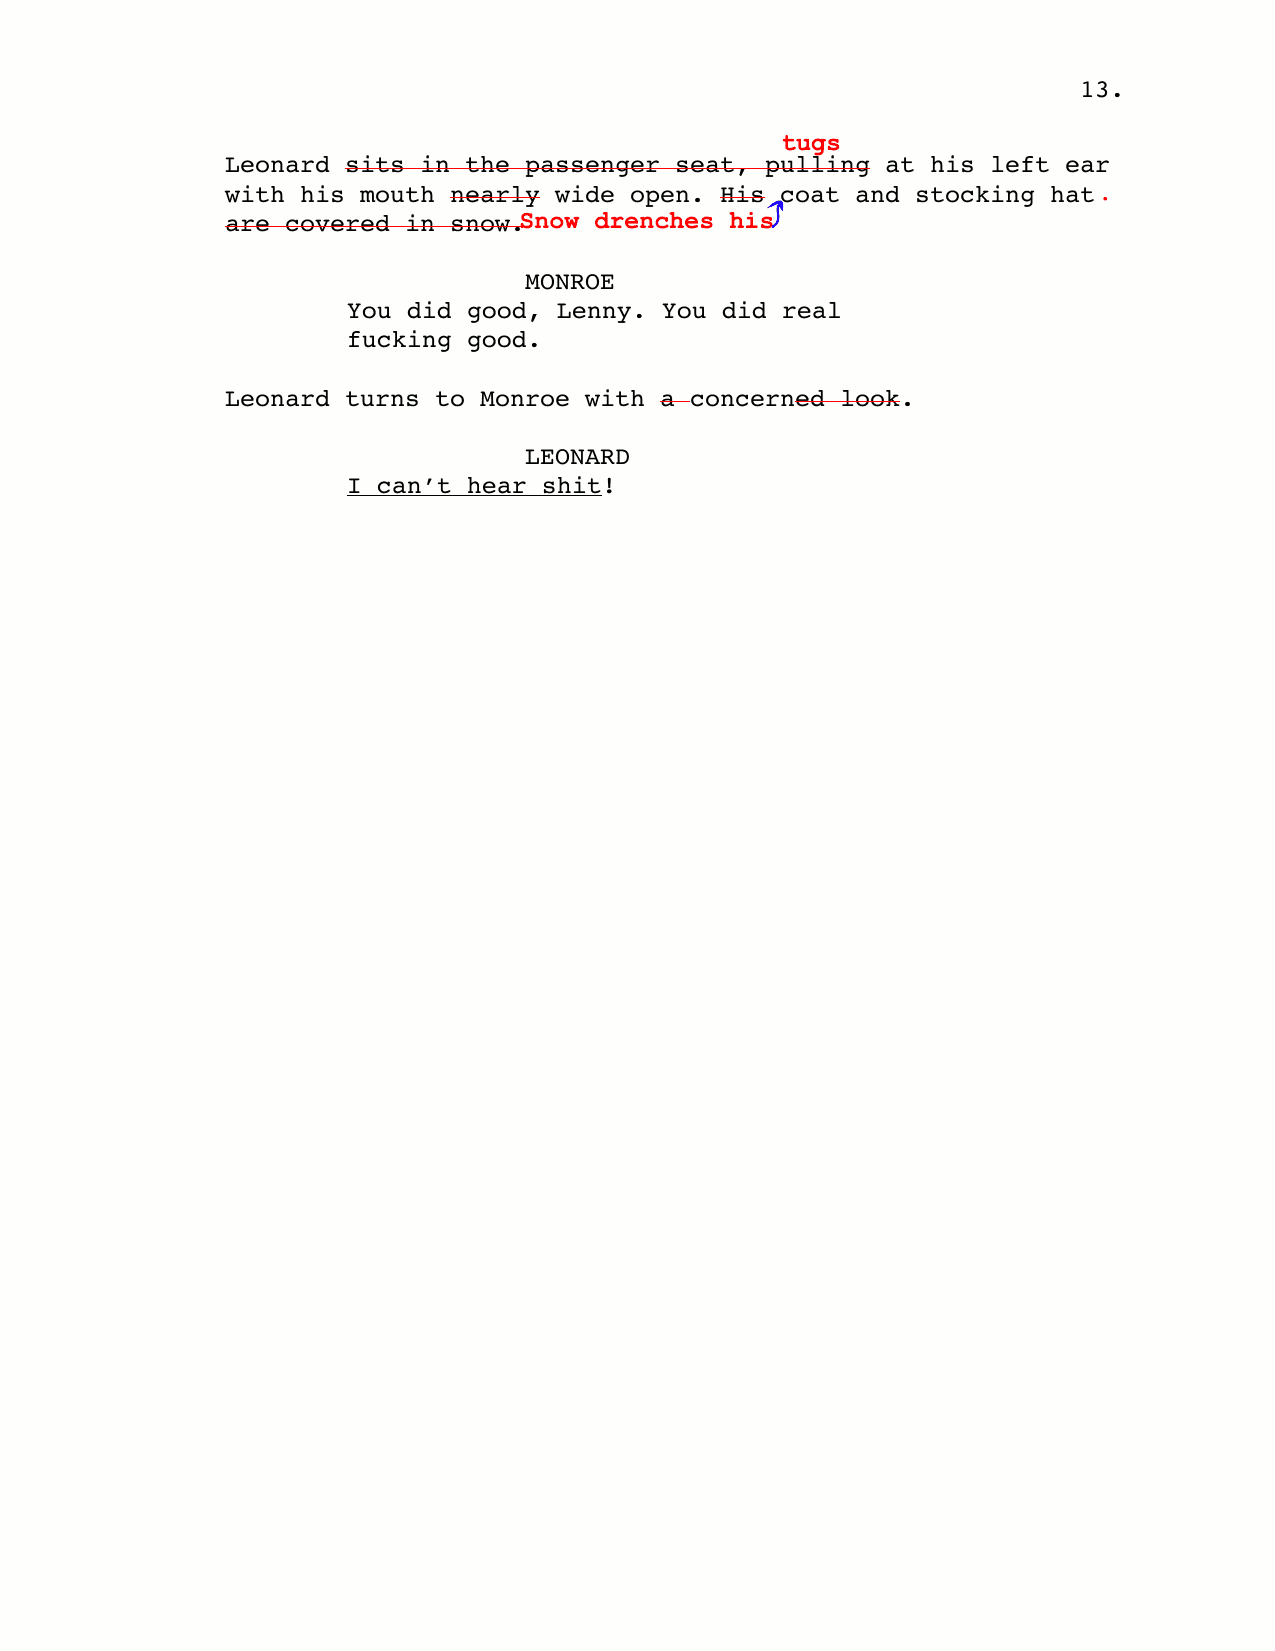 13.
tugs
Leonard sits in the passenger seat, pulling at his left ear
with his mouth nearly wide open. His coat and stocking hat.
are covered in snow.Snow drenches his
MONROE
You did good, Lenny. You did real
fucking good.
Leonard turns to Monroe with a concerned look.
LEONARD
I can’t hear shit!